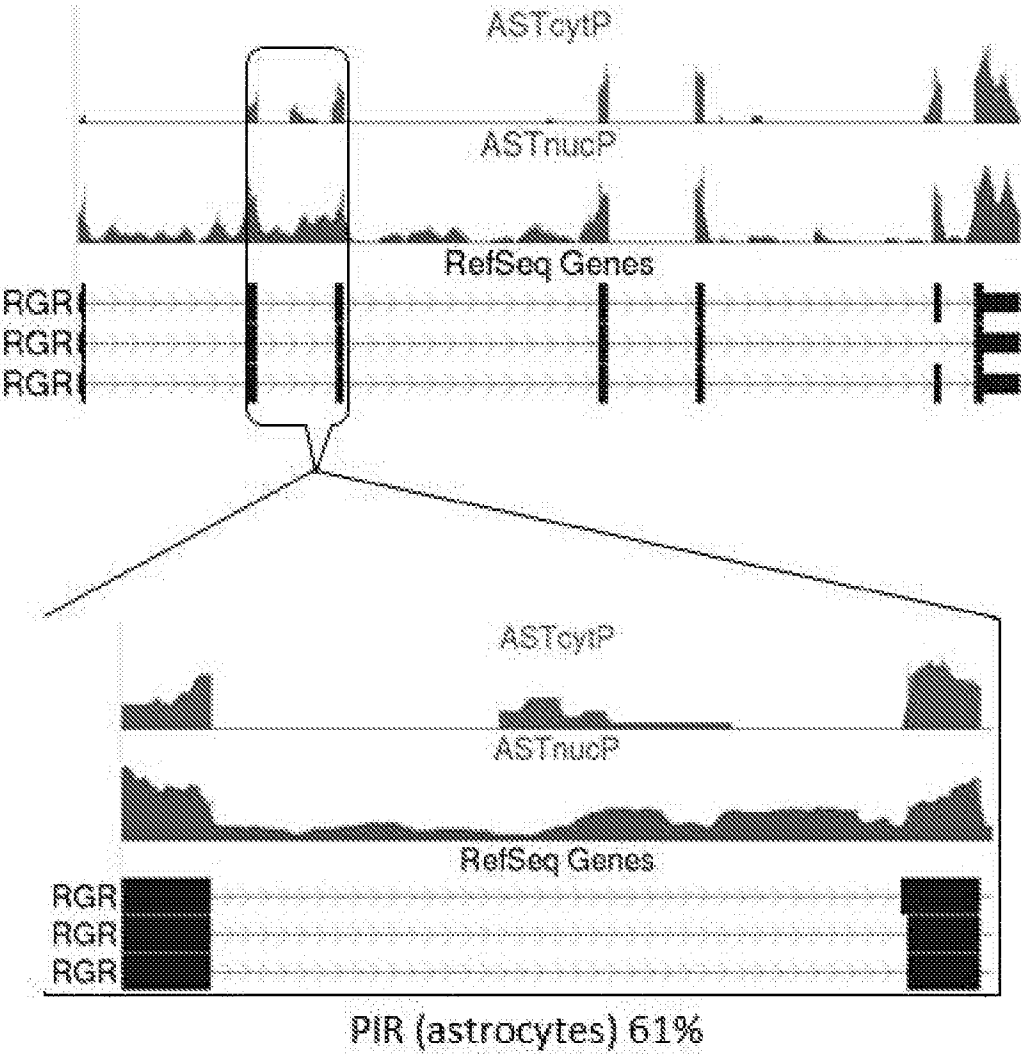 ASTcytP
ASTnucP
RefSeq Genes
RGR
RGR
RGR
ASTcytP
ASTnucP
RefSeq Genes
RGR
RGR
RGR
PIR (astrocytes) 61%